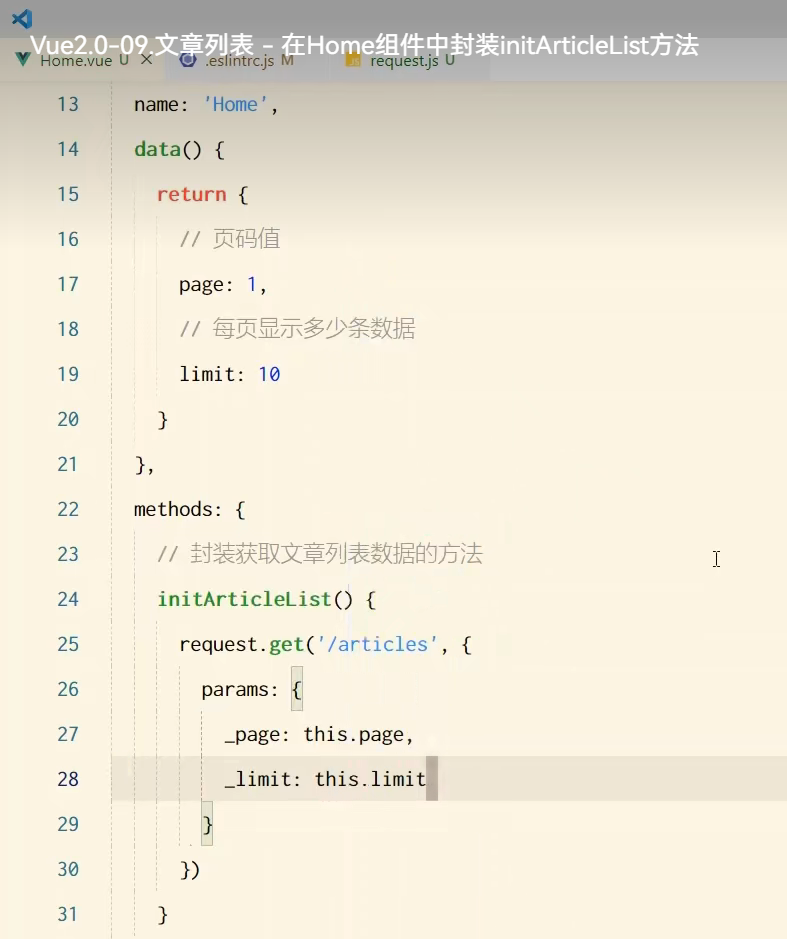 Vue2.0-09.文章列表 - 在Home组件中封装initArticleList方法
Home.vue U × .eslintrc.js M JS request.js U
13 name: 'Home',
14 data() {
15 return {
16 // 页码值
17 page: 1,
18 // 每页显示多少条数据
19 limit: 10
20 }
21 },
22 methods: {
23 // 封装获取文章列表数据的方法
24 initArticleList() {
25 request.get('/articles', {
26 params: {
27 _page: this.page,
28 _limit: this.limit
29 }
30 })
31 }